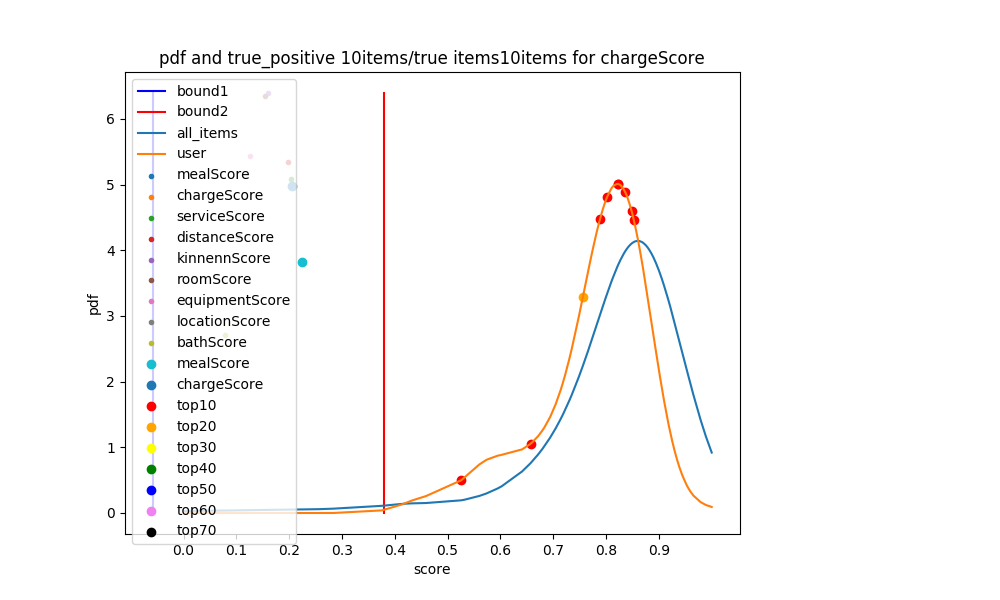 pdf and true_positive 10items/true items10items for chargeScore
bound1
bound2
all_items
user
mealScore
chargeScore
serviceScore
distanceScore
kinnennScore
roomScore
equipmentScore
locationScore
bathScore
mealScore
chargeScore
top10
top20
top30
top40
top50
top60
top70
pdf
6
5
4
3
2
1
0
0.0 0.1 0.2 0.3 0.4 0.5 0.6 0.7 0.8 0.9
score